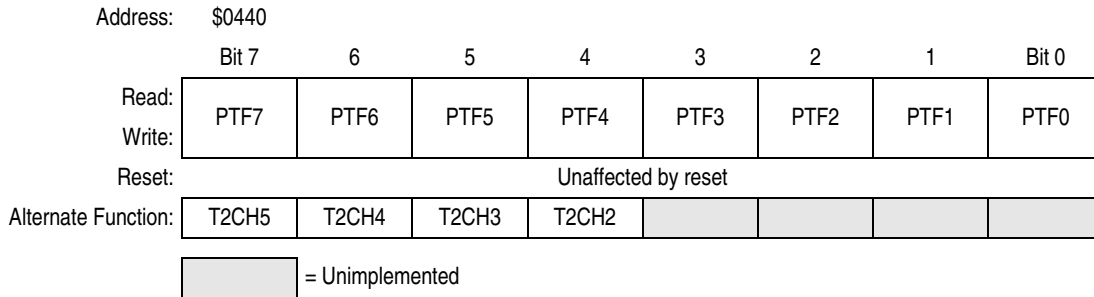 Address: $0440
Bit 7 6 5 4 3 2 1 Bit 0
Read:
PTF7 PTF6 PTF5 PTF4 PTF3 PTF2 PTF1 PTF0
Write:
Reset: Unaffected by reset
Alternate Function: T2CH5 T2CH4 T2CH3 T2CH2
= Unimplemented